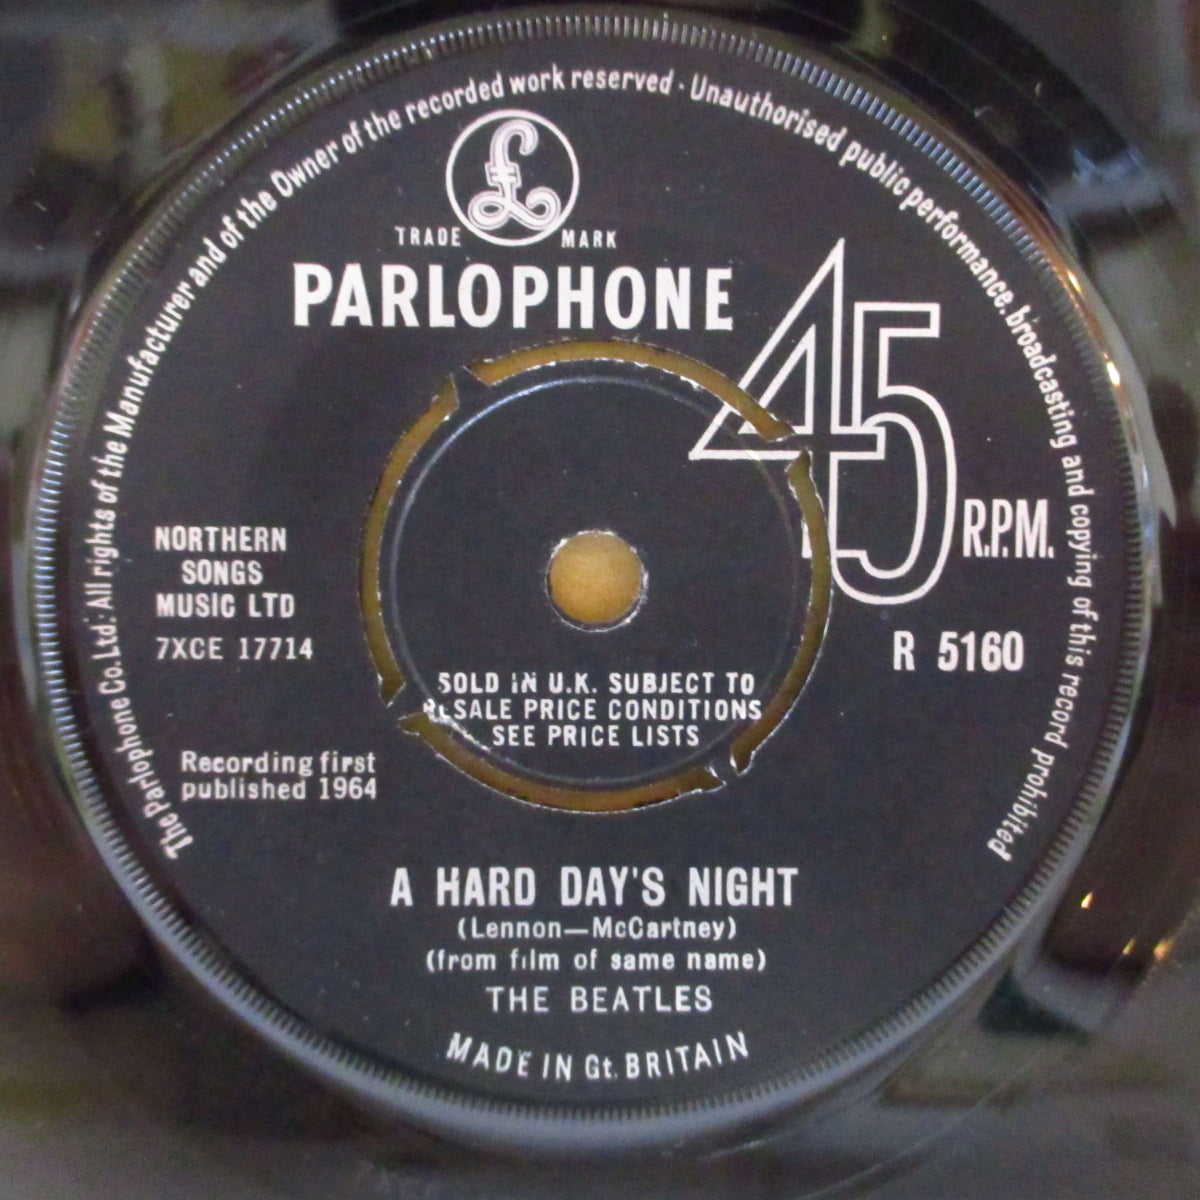 The Parlophone Co.Ltd. All rights of the Manufacturer and of the Owner of the recorded work reserved · Unauthorised public performance. broadcasting and copying of this record prohibited
£
TRADE MARK
PARLOPHONE
45 R.P.M.
NORTHERN
SONGS
MUSIC LTD
7XCE 17714
R 5160
SOLD IN U.K. SUBJECT TO
RESALE PRICE CONDITIONS
SEE PRICE LISTS
Recording first
published 1964
A HARD DAY'S NIGHT
(Lennon—McCartney)
(from film of same name)
THE BEATLES
MADE IN Gt. BRITAIN